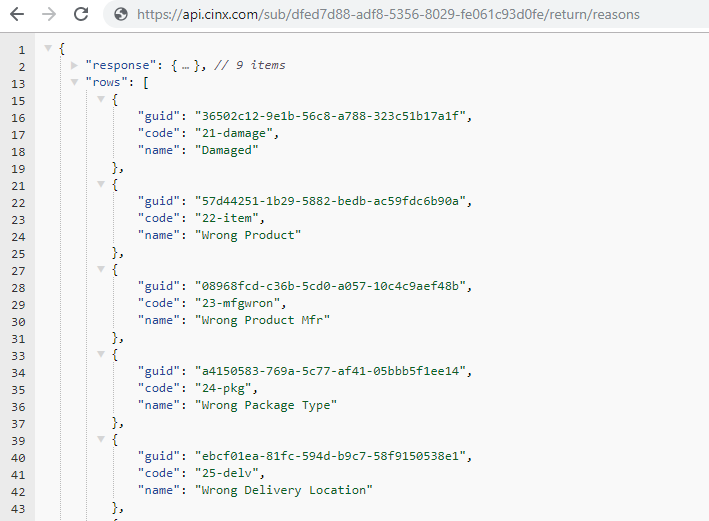 https://api.cinx.com/sub/dfed7d88-adf8-5356-8029-fe061c93d0fe/return/reasons
1 {
2 "response": { … }, // 9 items
13 "rows": [
15 {
16 "guid": "36502c12-9e1b-56c8-a788-323c51b17a1f",
17 "code": "21-damage",
18 "name": "Damaged"
19 },
21 {
22 "guid": "57d44251-1b29-5882-bedb-ac59fdc6b90a",
23 "code": "22-item",
24 "name": "Wrong Product"
25 },
27 {
28 "guid": "08968fcd-c36b-5cd0-a057-10c4c9aef48b",
29 "code": "23-mfgwron",
30 "name": "Wrong Product Mfr"
31 },
33 {
34 "guid": "a4150583-769a-5c77-af41-05bbb5f1ee14",
35 "code": "24-pkg",
36 "name": "Wrong Package Type"
37 },
39 {
40 "guid": "ebcf01ea-81fc-594d-b9c7-58f9150538e1",
41 "code": "25-delv",
42 "name": "Wrong Delivery Location"
43 },